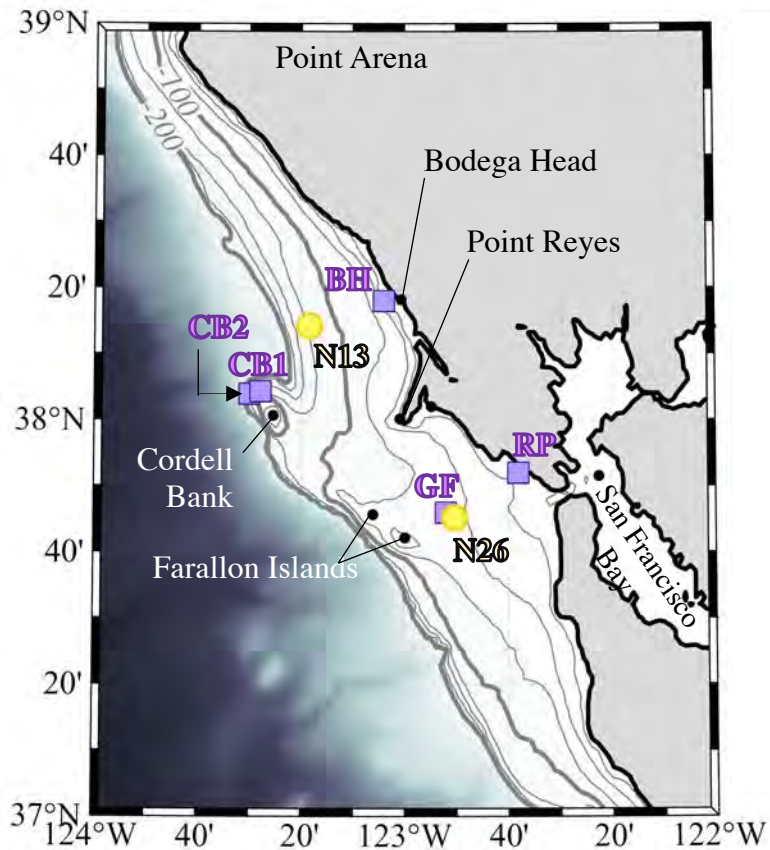 39°N
Point Arena
-100
-200
40'
Bodega Head
Point Reyes
20'
BH
CB2
N13
CB1
38°N
Cordell
Bank
RP
GF
San Francisco
Bay
40'
N26
Farallon Islands
20'
37°N
124°W
40'
20'
123°W
40'
20'
122°W